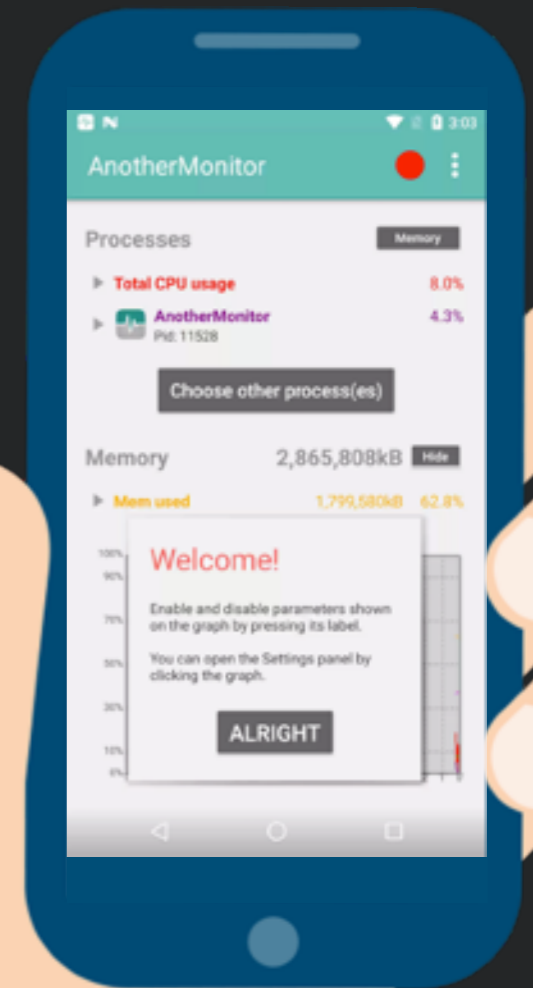 3:03
AnotherMonitor
Processes
Memory
Total CPU usage 8.0%
AnotherMonitor 4.3%
Pid: 11528
Choose other process(es)
Memory 2,865,808kB Hide
Mem used 1,799,580kB 62.8%
100%
90%
70%
50%
30%
10%
0%
Welcome!
Enable and disable parameters shown
on the graph by pressing its label.
You can open the Settings panel by
clicking the graph.
ALRIGHT